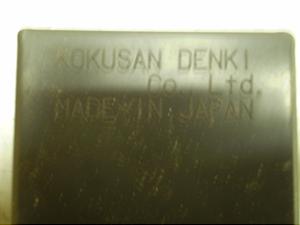 KOKUSAN DENKI
Co., Ltd.
MADE IN JAPAN